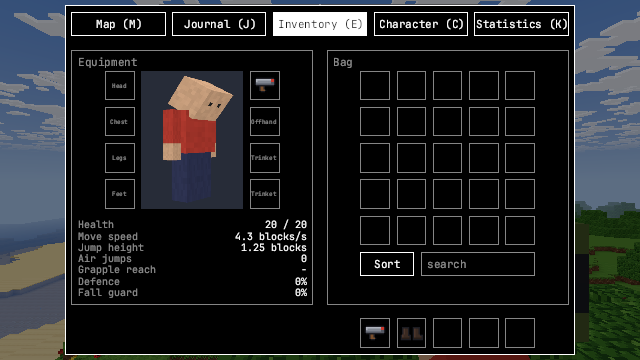 Map (M)
Journal (J)
Inventory (E)
Character (C)
Statistics (K)
Equipment
Head
Chest
Offhand
Legs
Trinket
Feet
Trinket
Health 20 / 20
Move speed 4.3 blocks/s
Jump height 1.25 blocks
Air jumps 0
Grapple reach -
Defence 0%
Fall guard 0%
Bag
Sort
search